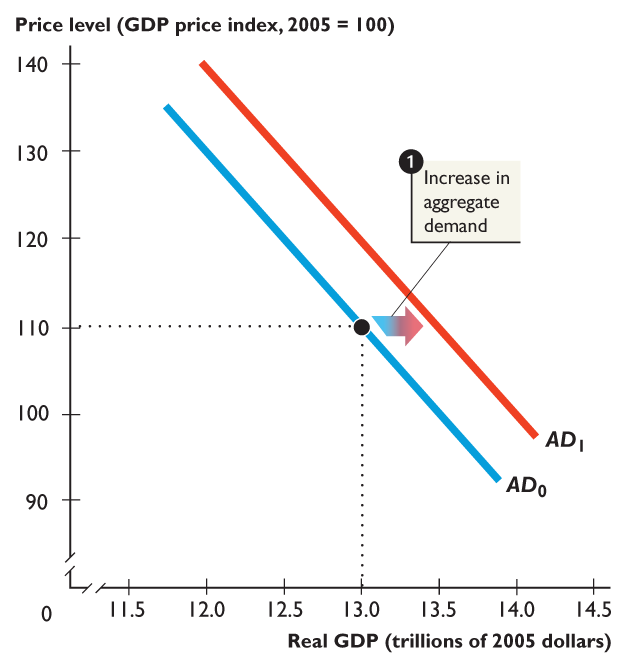 Price level (GDP price index, 2005 = 100)
140
130
120
110
100
90
0
1
Increase in
aggregate
demand
AD1
AD0
11.5 12.0 12.5 13.0 13.5 14.0 14.5
Real GDP (trillions of 2005 dollars)